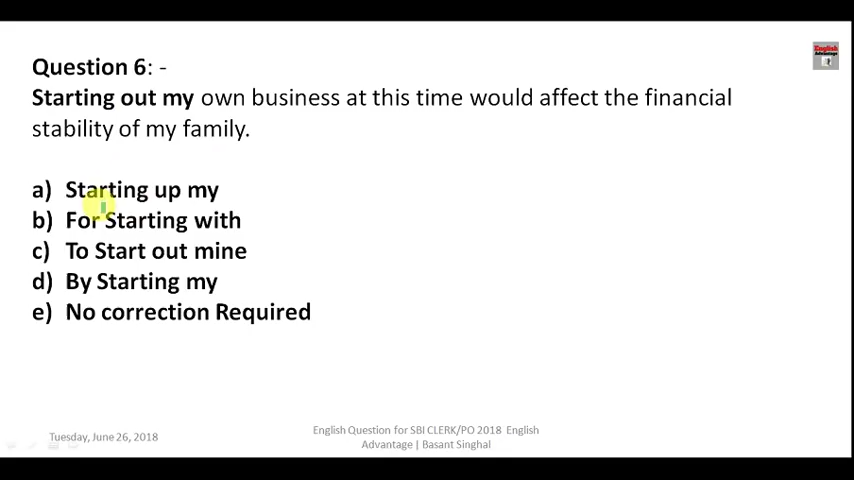 English
Advantage
Question 6: -
Starting out my own business at this time would affect the financial
stability of my family.
a) Starting up my
b) For Starting with
c) To Start out mine
d) By Starting my
e) No correction Required
Tuesday, June 26, 2018
English Question for SBI CLERK/PO 2018 English
Advantage | Basant Singhal